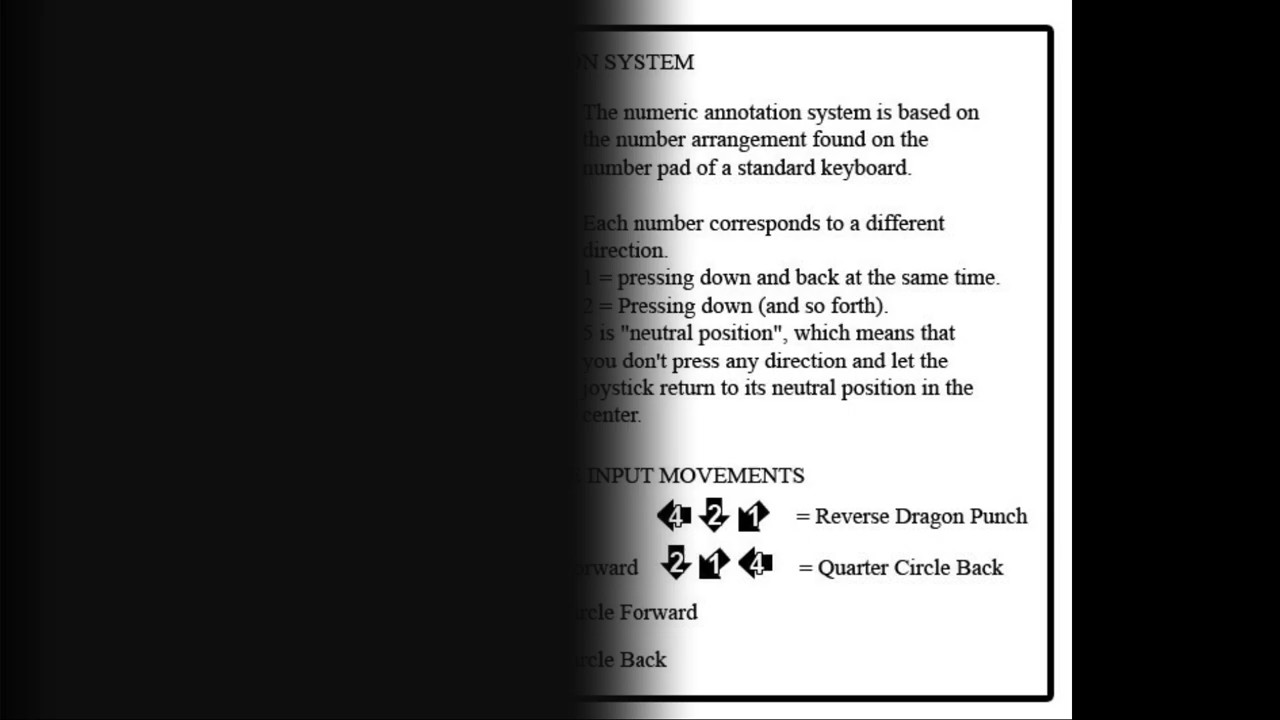 ON SYSTEM
The numeric annotation system is based on
the number arrangement found on the
number pad of a standard keyboard.
Each number corresponds to a different
direction.
1 = pressing down and back at the same time.
2 = Pressing down (and so forth).
5 is "neutral position", which means that
you don't press any direction and let the
joystick return to its neutral position in the
center.
INPUT MOVEMENTS
4 2 1 = Reverse Dragon Punch
2 1 4 = Quarter Circle Back
Forward
Back